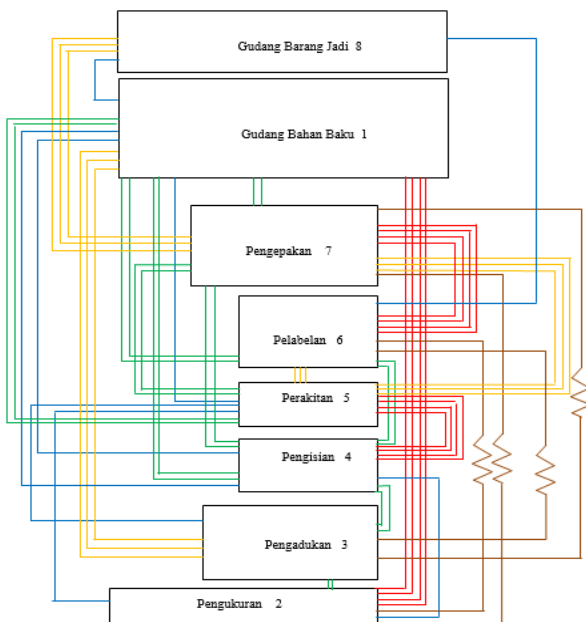 Gudang Barang Jadi 8
Gudang Bahan Baku 1
Pengepakan 7
Pelabelan 6
Perakitan 5
Pengisian 4
Pengadukan 3
Pengukuran 2